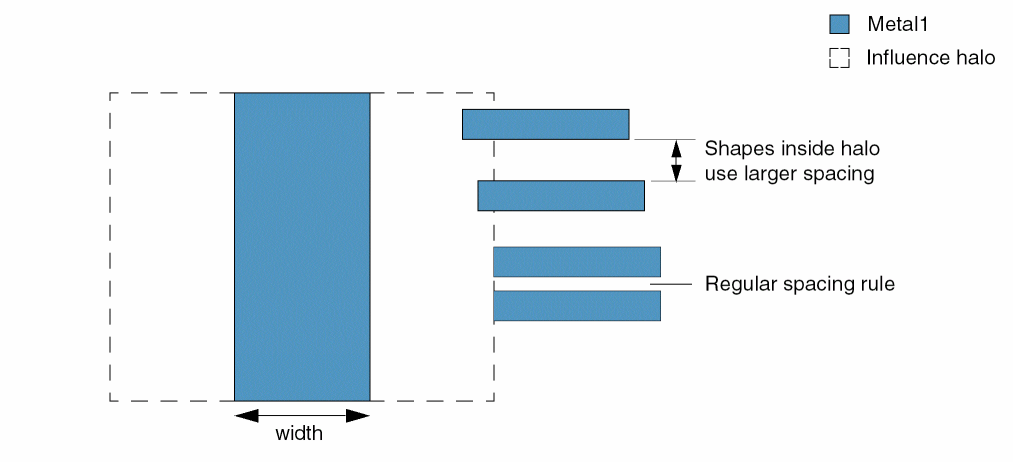 Metal1
Influence halo
Shapes inside halo
use larger spacing
Regular spacing rule
width